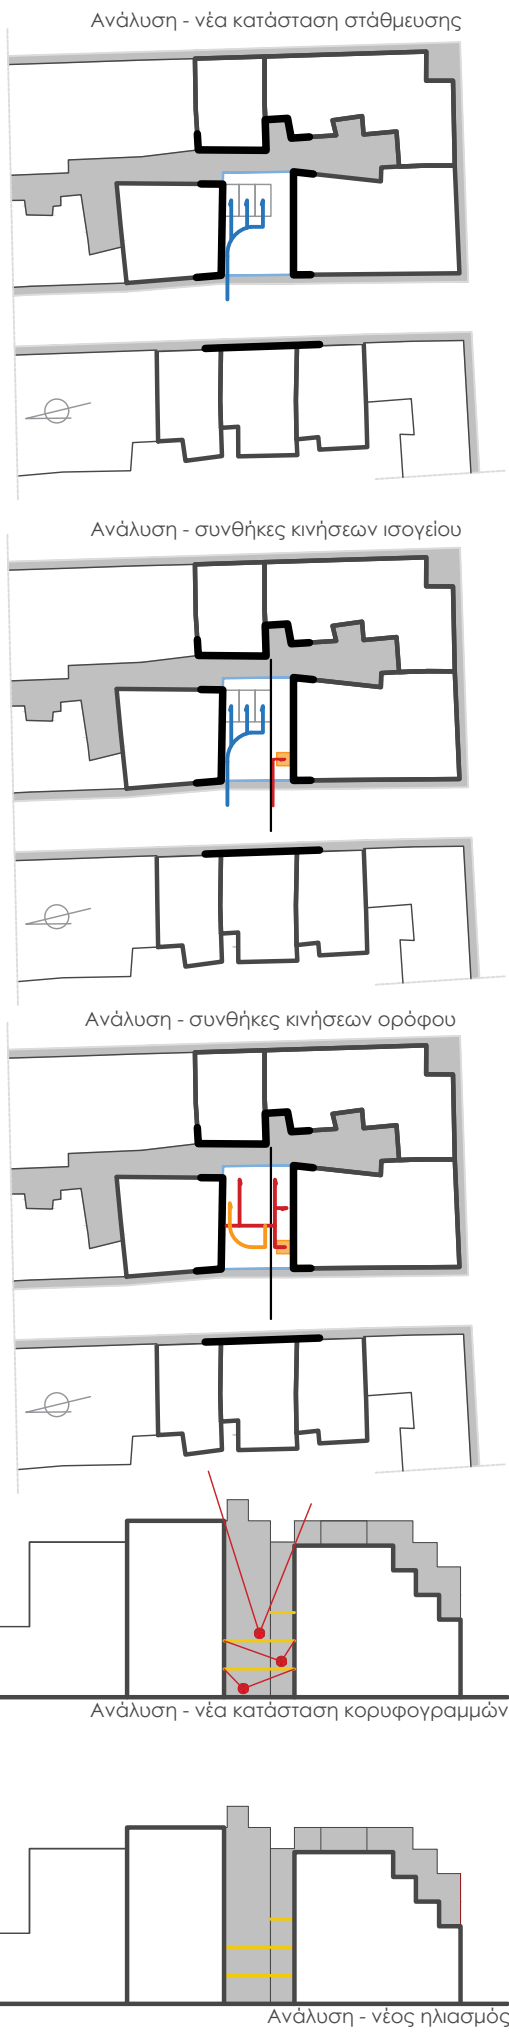 Ανάλυση - νέα κατάσταση στάθμευσης
Ανάλυση - συνθήκες κινήσεων ισογείου
Ανάλυση - συνθήκες κινήσεων ορόφου
Ανάλυση - νέα κατάσταση κορυφογραμμών
Ανάλυση - νέος ηλιασμός